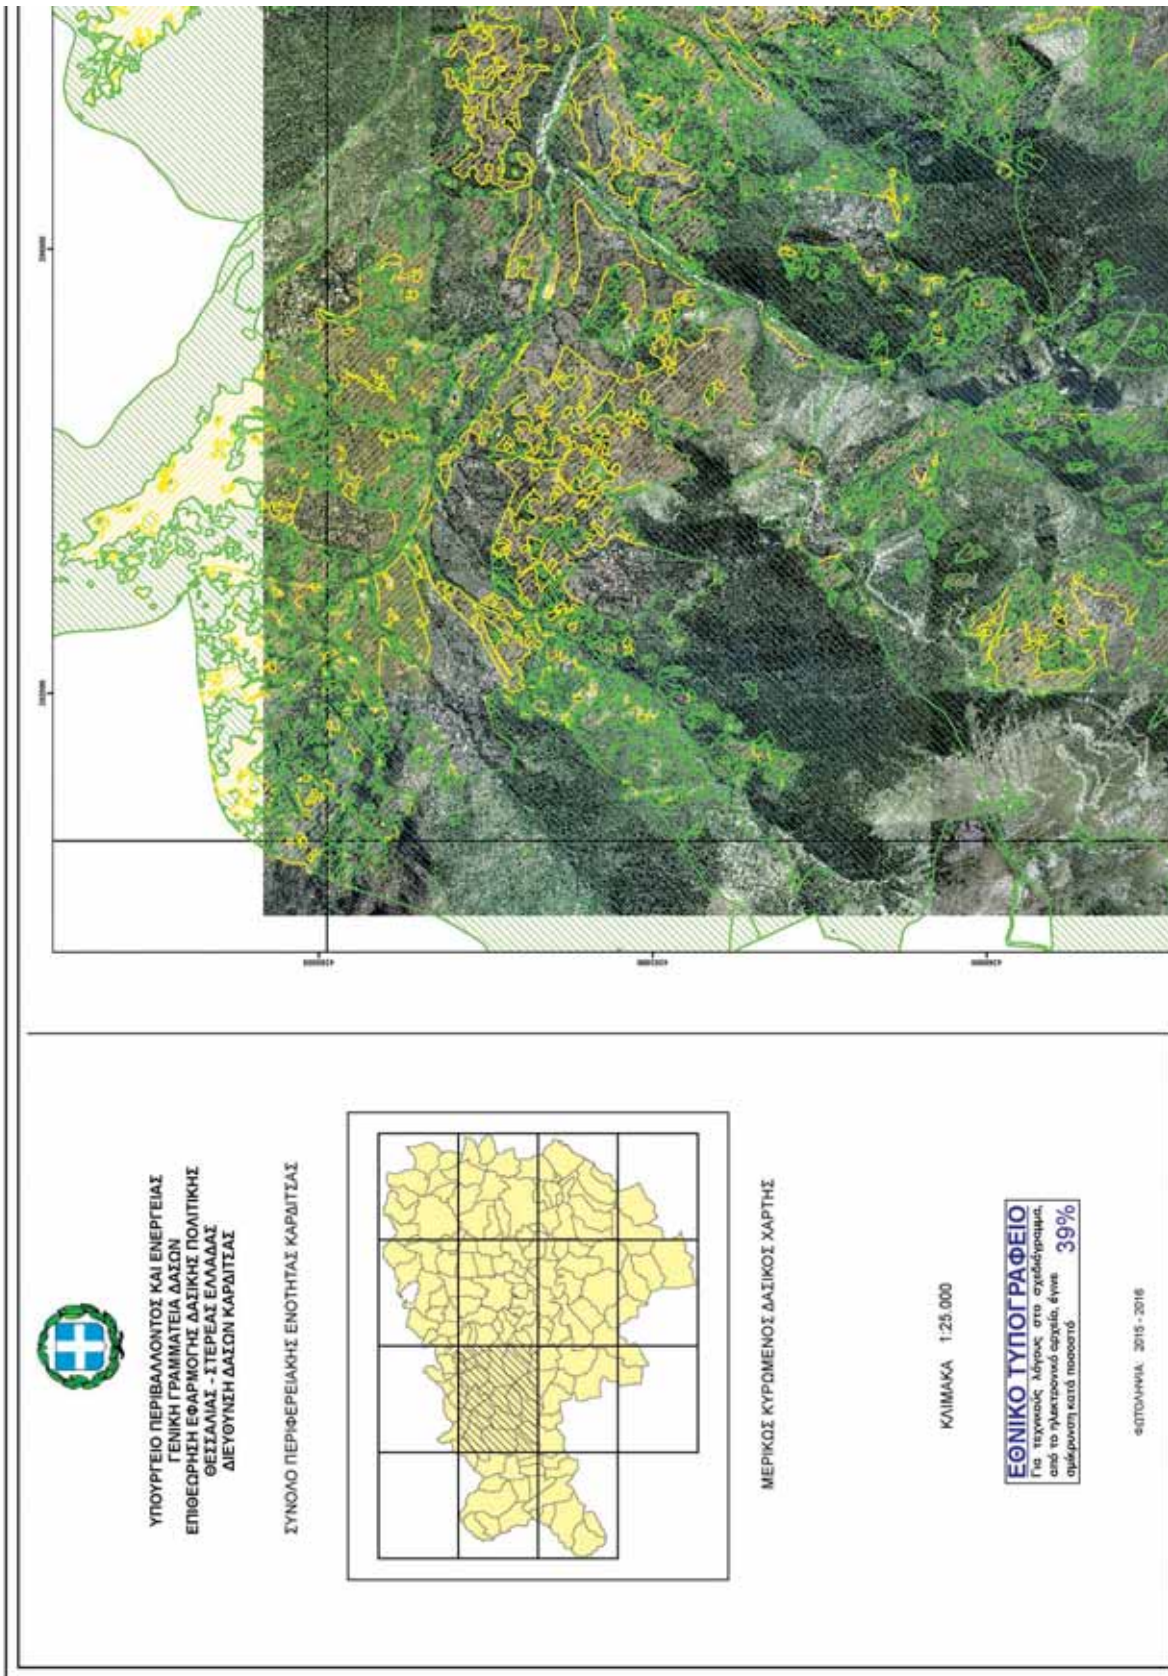 ΥΠΟΥΡΓΕΙΟ ΠΕΡΙΒΑΛΛΟΝΤΟΣ ΚΑΙ ΕΝΕΡΓΕΙΑΣ
ΓΕΝΙΚΗ ΓΡΑΜΜΑΤΕΙΑ ΔΑΣΩΝ
ΕΠΙΘΕΩΡΗΣΗ ΕΦΑΡΜΟΓΗΣ ΔΑΣΙΚΗΣ ΠΟΛΙΤΙΚΗΣ
ΘΕΣΣΑΛΙΑΣ - ΣΤΕΡΕΑΣ ΕΛΛΑΔΑΣ
ΔΙΕΥΘΥΝΣΗ ΔΑΣΩΝ ΚΑΡΔΙΤΣΑΣ
ΣΥΝΟΛΟ ΠΕΡΙΦΕΡΕΙΑΚΗΣ ΕΝΟΤΗΤΑΣ ΚΑΡΔΙΤΣΑΣ
ΜΕΡΙΚΩΣ ΚΥΡΩΜΕΝΟΣ ΔΑΣΙΚΟΣ ΧΑΡΤΗΣ
ΚΛΙΜΑΚΑ 1:25.000
ΕΘΝΙΚΟ ΤΥΠΟΓΡΑΦΕΙΟ
Για τεχνικούς λόγους στο σχεδιάγραμμα,
από το ηλεκτρονικό αρχείο, έγινε
σμίκρυνση κατά ποσοστό 39%
ΦΩΤΟΛΗΨΙΑ: 2015 - 2016